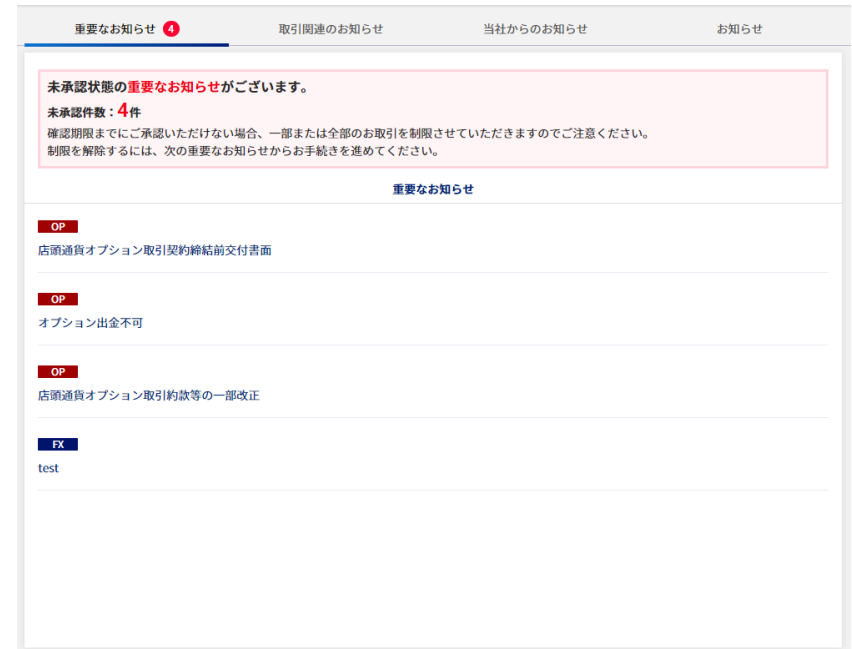 重要なお知らせ 4
取引関連のお知らせ
当社からのお知らせ
お知らせ
未承認状態の重要なお知らせがございます。
未承認件数：4件
確認期限までにご承認いただけない場合、一部または全部のお取引を制限させていただきますのでご注意ください。
制限を解除するには、次の重要なお知らせからお手続きを進めてください。
重要なお知らせ
OP
店頭通貨オプション取引契約締結前交付書面
OP
オプション出金不可
OP
店頭通貨オプション取引約款等の一部改正
FX
test